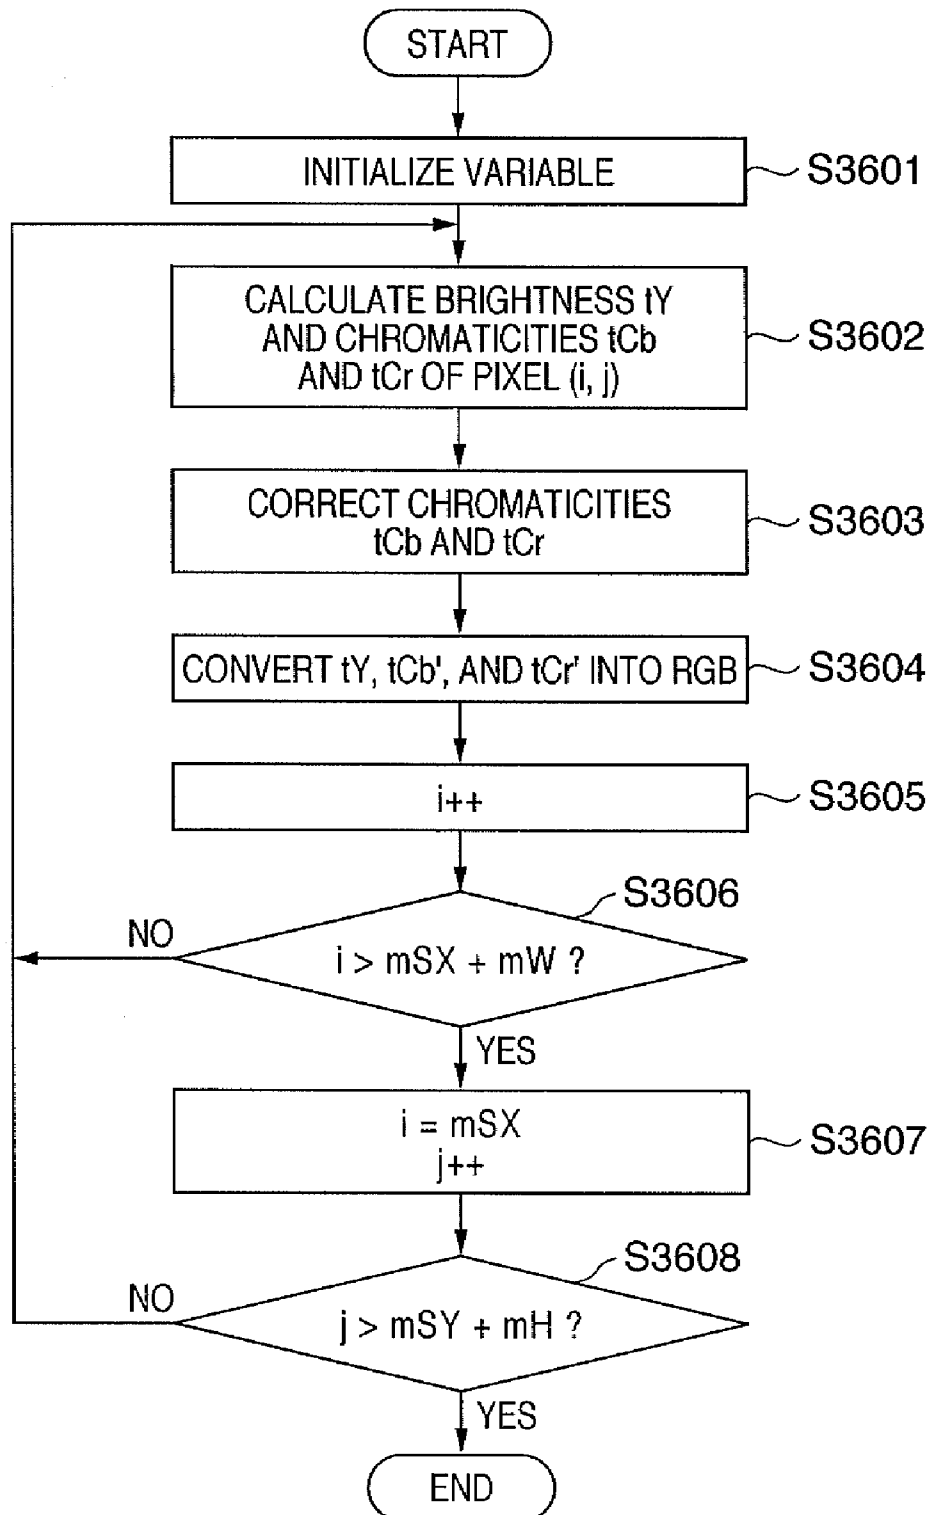 START
INITIALIZE VARIABLE
S3601
CALCULATE BRIGHTNESS tY
AND CHROMATICITIES tCb
AND tCr OF PIXEL (i, j)
S3602
CORRECT CHROMATICITIES
tCb AND tCr
S3603
CONVERT tY, tCb', AND tCr' INTO RGB
S3604
i++
S3605
S3606
NO
i > mSX + mW ?
YES
i = mSX
j++
S3607
S3608
NO
j > mSY + mH ?
YES
END